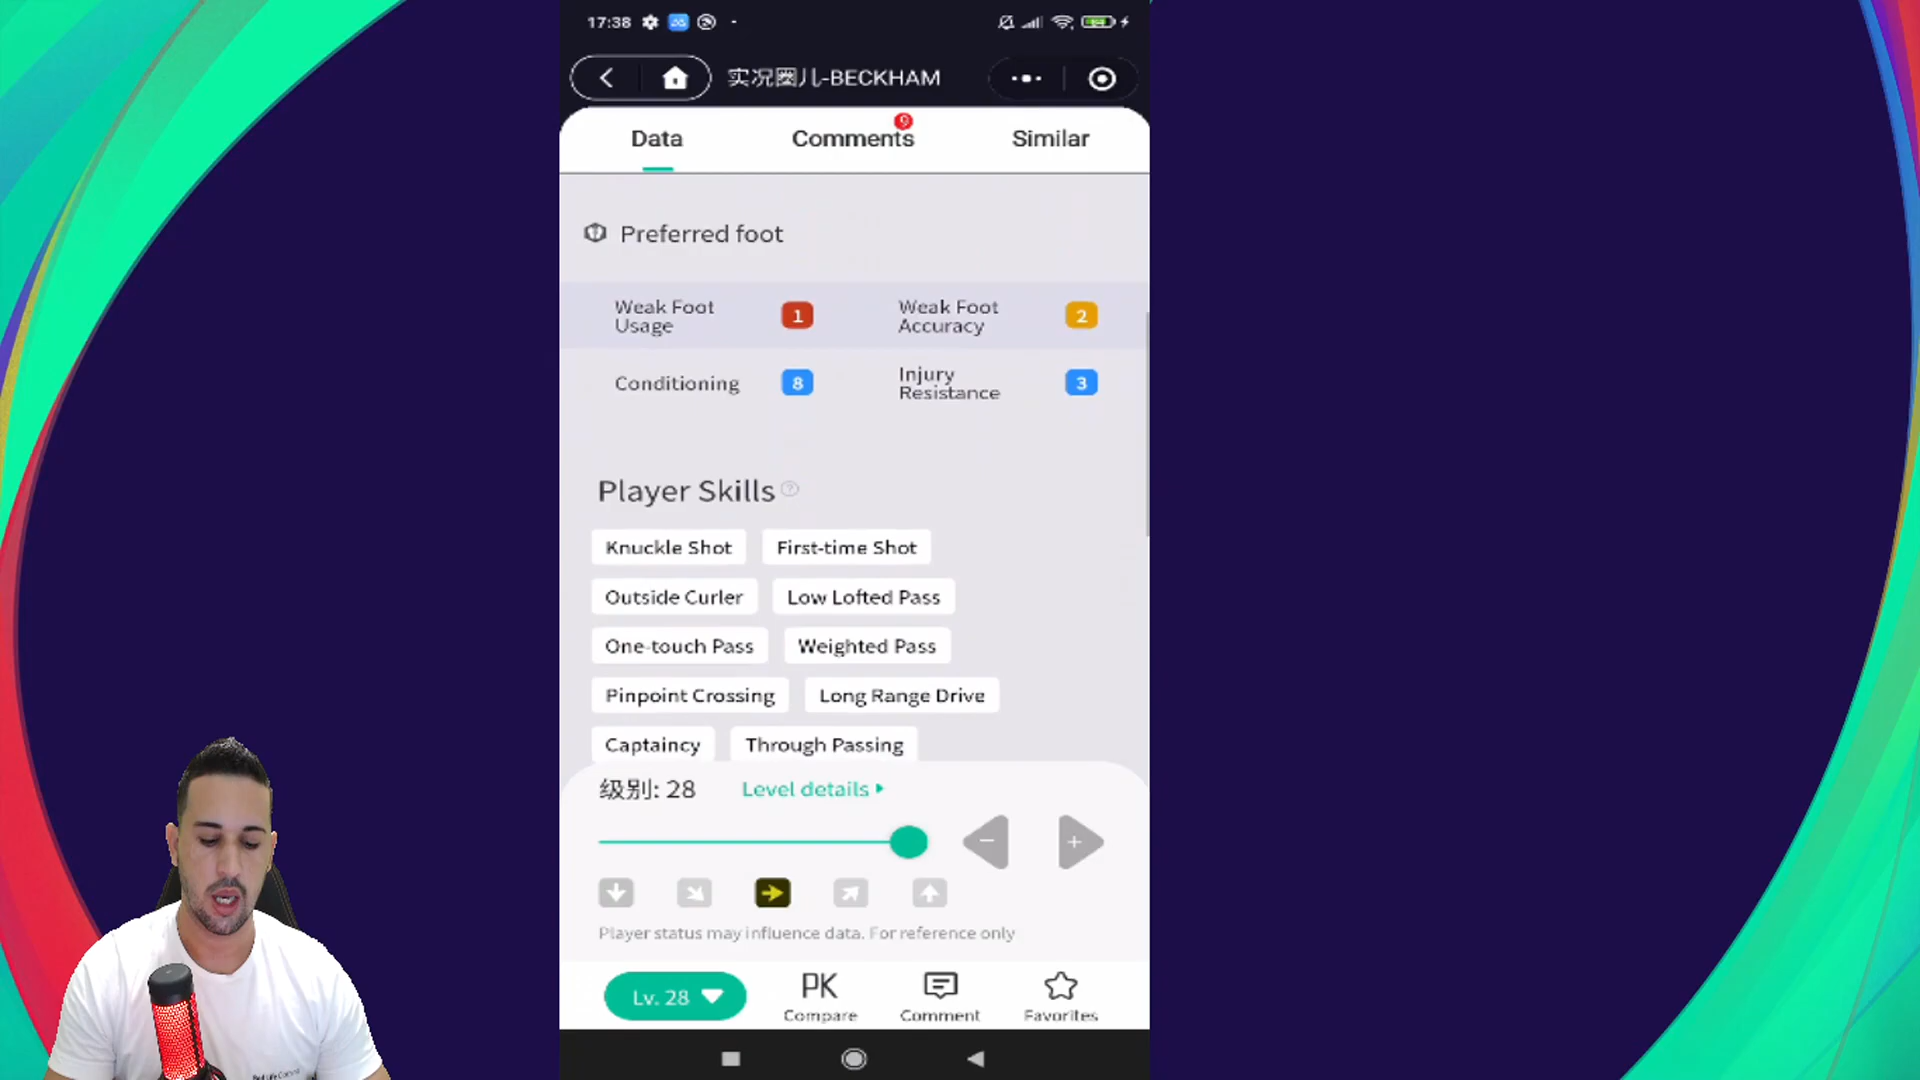 17:38
实况圈儿-BECKHAM
Data
Comments
9
Similar
Preferred foot
Weak Foot Usage
1
Weak Foot Accuracy
2
Conditioning
8
Injury Resistance
3
Player Skills
Knuckle Shot
First-time Shot
Outside Curler
Low Lofted Pass
One-touch Pass
Weighted Pass
Pinpoint Crossing
Long Range Drive
Captaincy
Through Passing
级别: 28
Level details
Player status may influence data. For reference only
Lv. 28
PK
Compare
Comment
Favorites